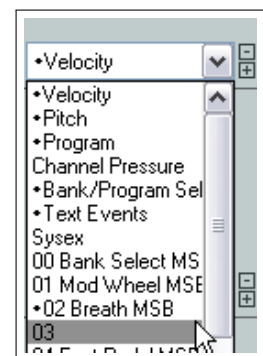 •Velocity
•Velocity
•Pitch
•Program
Channel Pressure
•Bank/Program Sel
•Text Events
Sysex
00 Bank Select MS
01 Mod Wheel MSB
•02 Breath MSB
03